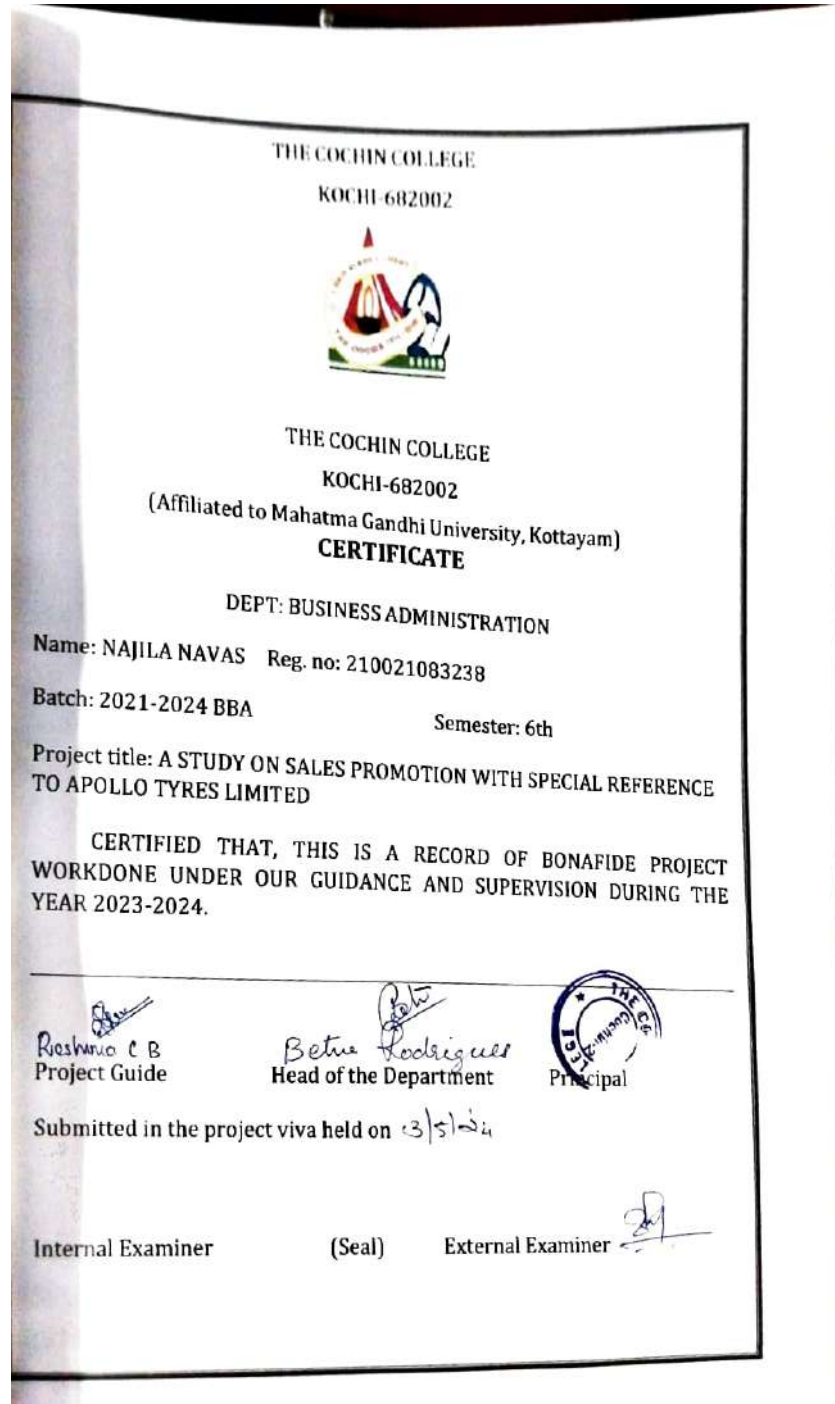 THE COCHIN COLLEGE
KOCHI-682002
THE COCHIN COLLEGE
KOCHI-682002
(Affiliated to Mahatma Gandhi University, Kottayam)
CERTIFICATE
DEPT: BUSINESS ADMINISTRATION
Name: NAJILA NAVAS Reg. no: 210021083238
Batch: 2021-2024 BBA Semester: 6th
Project title: A STUDY ON SALES PROMOTION WITH SPECIAL REFERENCE
TO APOLLO TYRES LIMITED
CERTIFIED THAT, THIS IS A RECORD OF BONAFIDE PROJECT
WORKDONE UNDER OUR GUIDANCE AND SUPERVISION DURING THE
YEAR 2023-2024.
C B Rodrigues
Project Guide Head of the Department Principal
Submitted in the project viva held on 3/5/24
Internal Examiner (Seal) External Examiner